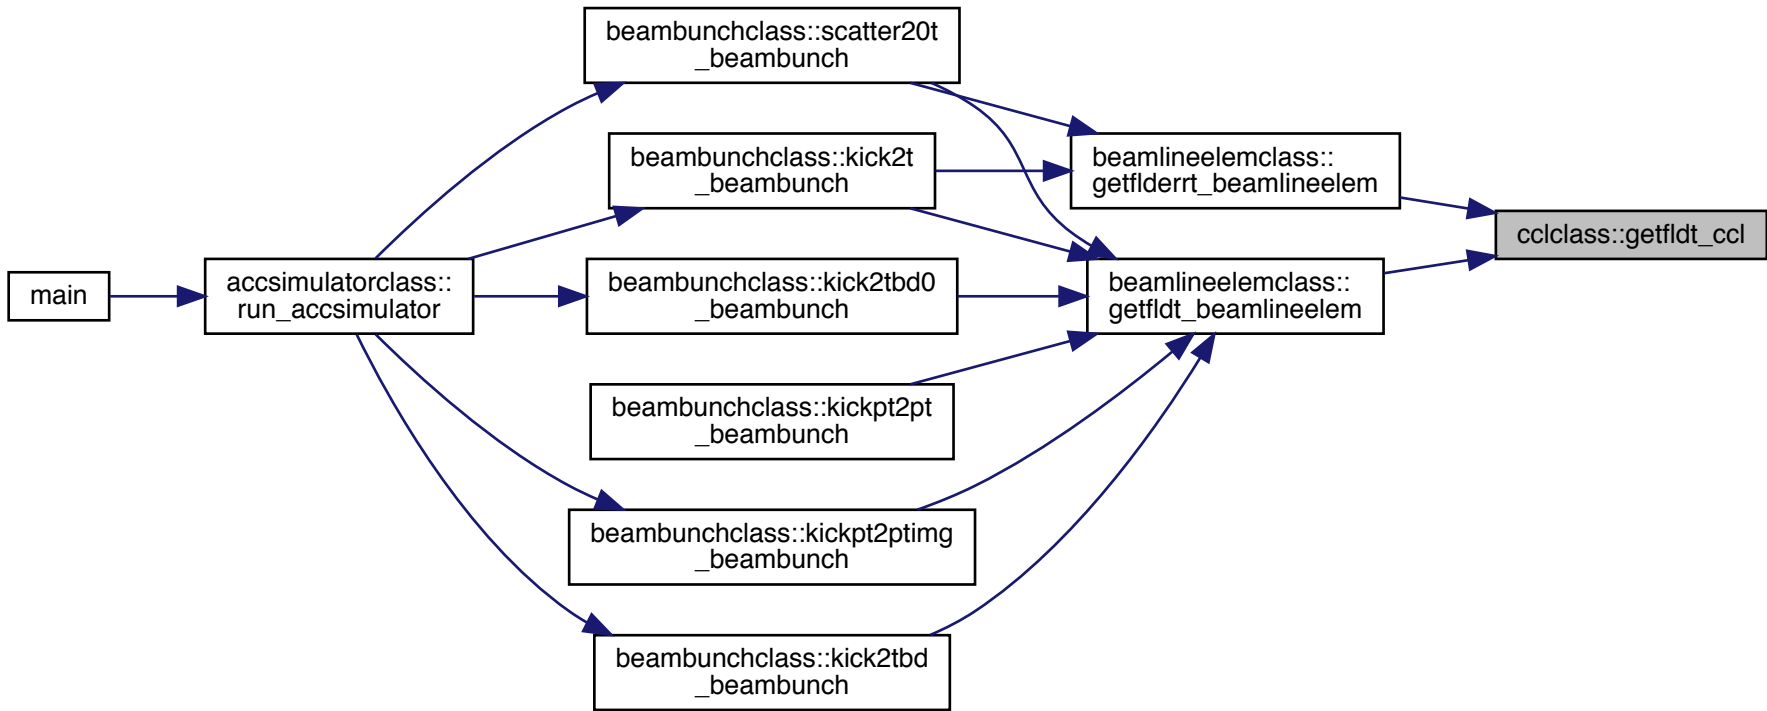 beambunchclass::scatter20t
_beambunch
beambunchclass::kick2t
_beambunch
beamlineelemclass::
getflderrt_beamlineelem
cclclass::getfldt_ccl
main
accsimulatorclass::
run_accsimulator
beambunchclass::kick2tbd0
_beambunch
beamlineelemclass::
getfldt_beamlineelem
beambunchclass::kickpt2pt
_beambunch
beambunchclass::kickpt2ptimg
_beambunch
beambunchclass::kick2tbd
_beambunch